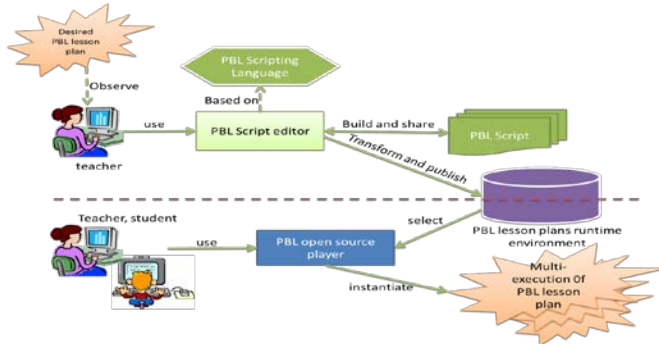 Desired
PBL lesson
plan
Observe
PBL Scripting
Language
Based on
use
PBL Script editor
Build and share
PBL Script
teacher
Transform and publish
Teacher, student
select
PBL lesson plans runtime
environment
use
PBL open source
player
instantiate
Multi-
execution 0f
PBL lesson
plan